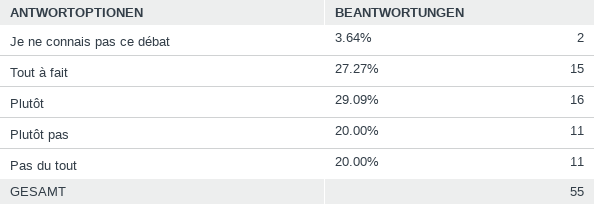 ANTWORTOPTIONEN BEANTWORTUNGEN
Je ne connais pas ce débat 3.64% 2
Tout à fait 27.27% 15
Plutôt 29.09% 16
Plutôt pas 20.00% 11
Pas du tout 20.00% 11
GESAMT 55